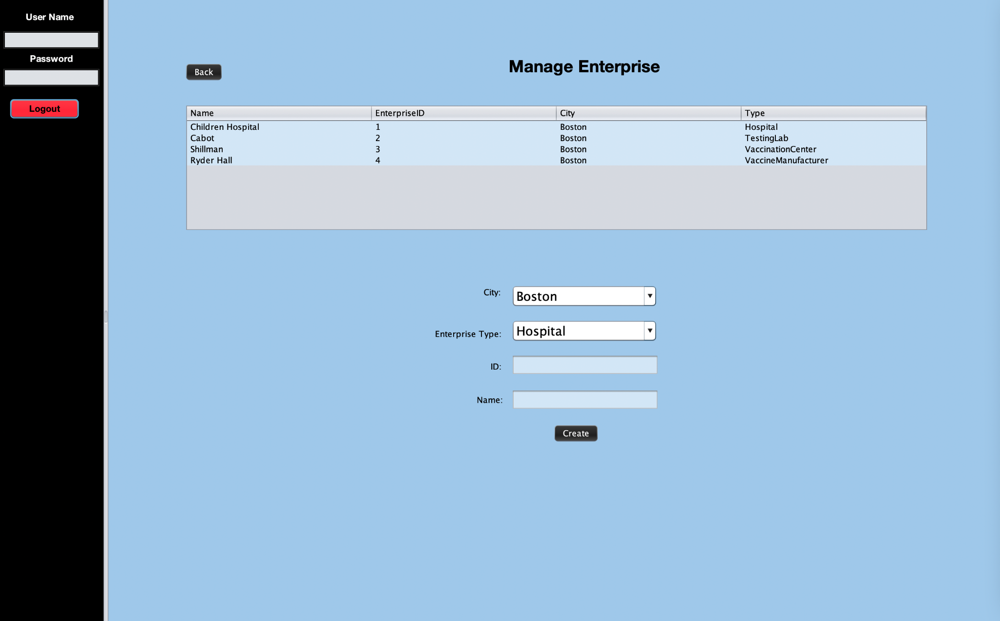 User Name
Password
Logout
Back
Manage Enterprise
Name EnterpriseID City Type
Children Hospital 1 Boston Hospital
Cabot 2 Boston TestingLab
Shillman 3 Boston VaccinationCenter
Ryder Hall 4 Boston VaccineManufacturer
City: Boston
Enterprise Type: Hospital
ID:
Name:
Create